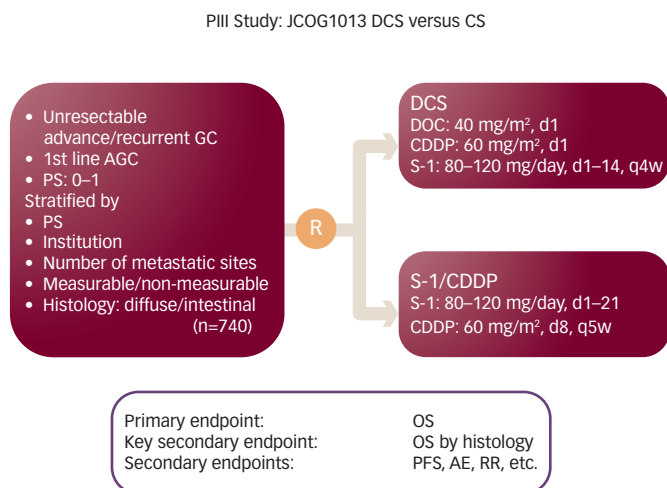 PIII Study: JCOG1013 DCS versus CS
• Unresectable
advance/recurrent GC
• 1st line AGC
• PS: 0–1
Stratified by
• PS
• Institution
• Number of metastatic sites
• Measurable/non-measurable
• Histology: diffuse/intestinal
(n=740)
R
DCS
DOC: 40 mg/m², d1
CDDP: 60 mg/m², d1
S-1: 80–120 mg/day, d1–14, q4w
S-1/CDDP
S-1: 80–120 mg/day, d1–21
CDDP: 60 mg/m², d8, q5w
Primary endpoint: OS
Key secondary endpoint: OS by histology
Secondary endpoints: PFS, AE, RR, etc.